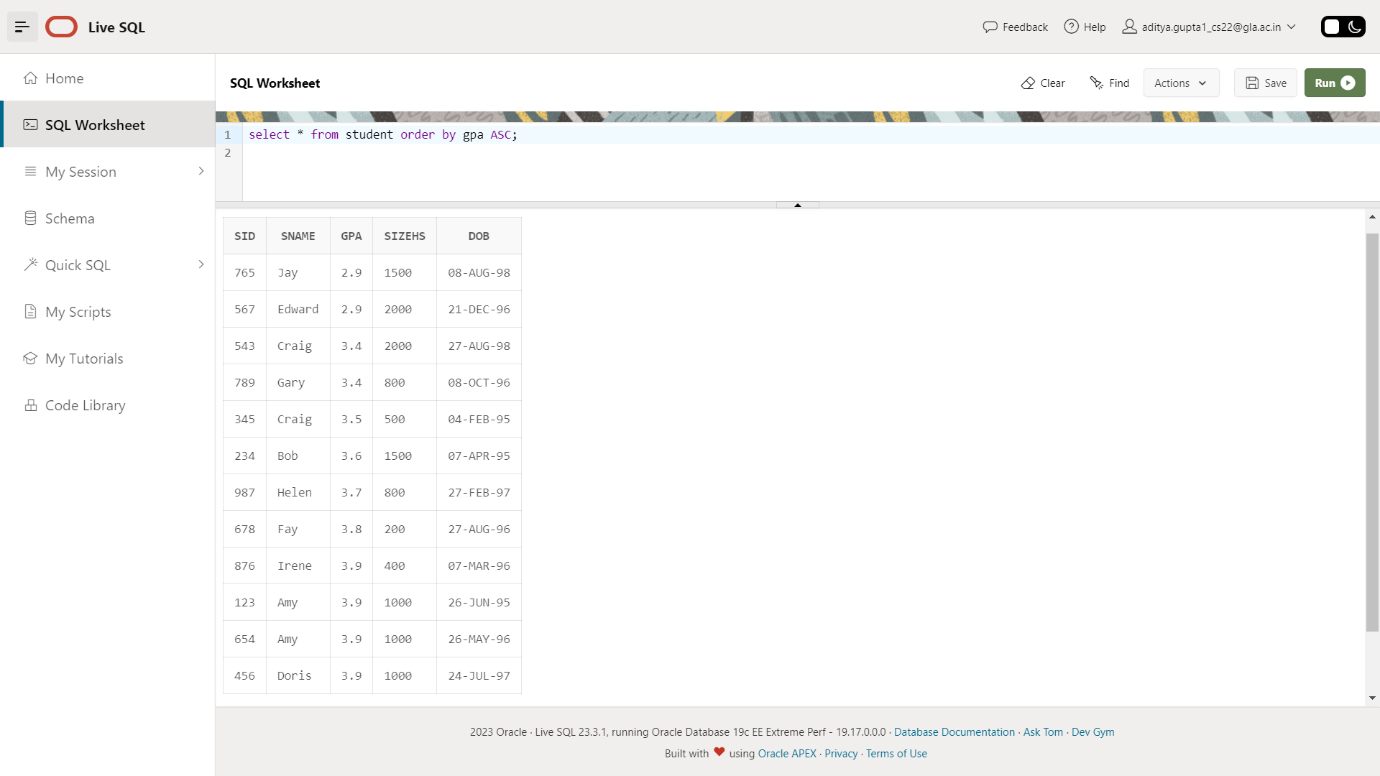 Live SQL
Feedback Help aditya.gupta1_cs22@gla.ac.in
Home
SQL Worksheet
My Session
Schema
Quick SQL
My Scripts
My Tutorials
Code Library
SQL Worksheet
Clear Find Actions Save Run
1 select * from student order by gpa ASC;
2
SID SNAME GPA SIZEHS DOB
765 Jay 2.9 1500 08-AUG-98
567 Edward 2.9 2000 21-DEC-96
543 Craig 3.4 2000 27-AUG-98
789 Gary 3.4 800 08-OCT-96
345 Craig 3.5 500 04-FEB-95
234 Bob 3.6 1500 07-APR-95
987 Helen 3.7 800 27-FEB-97
678 Fay 3.8 200 27-AUG-96
876 Irene 3.9 400 07-MAR-96
123 Amy 3.9 1000 26-JUN-95
654 Amy 3.9 1000 26-MAY-96
456 Doris 3.9 1000 24-JUL-97
2023 Oracle · Live SQL 23.3.1, running Oracle Database 19c EE Extreme Perf - 19.17.0.0.0 · Database Documentation · Ask Tom · Dev Gym
Built with ❤ using Oracle APEX · Privacy · Terms of Use